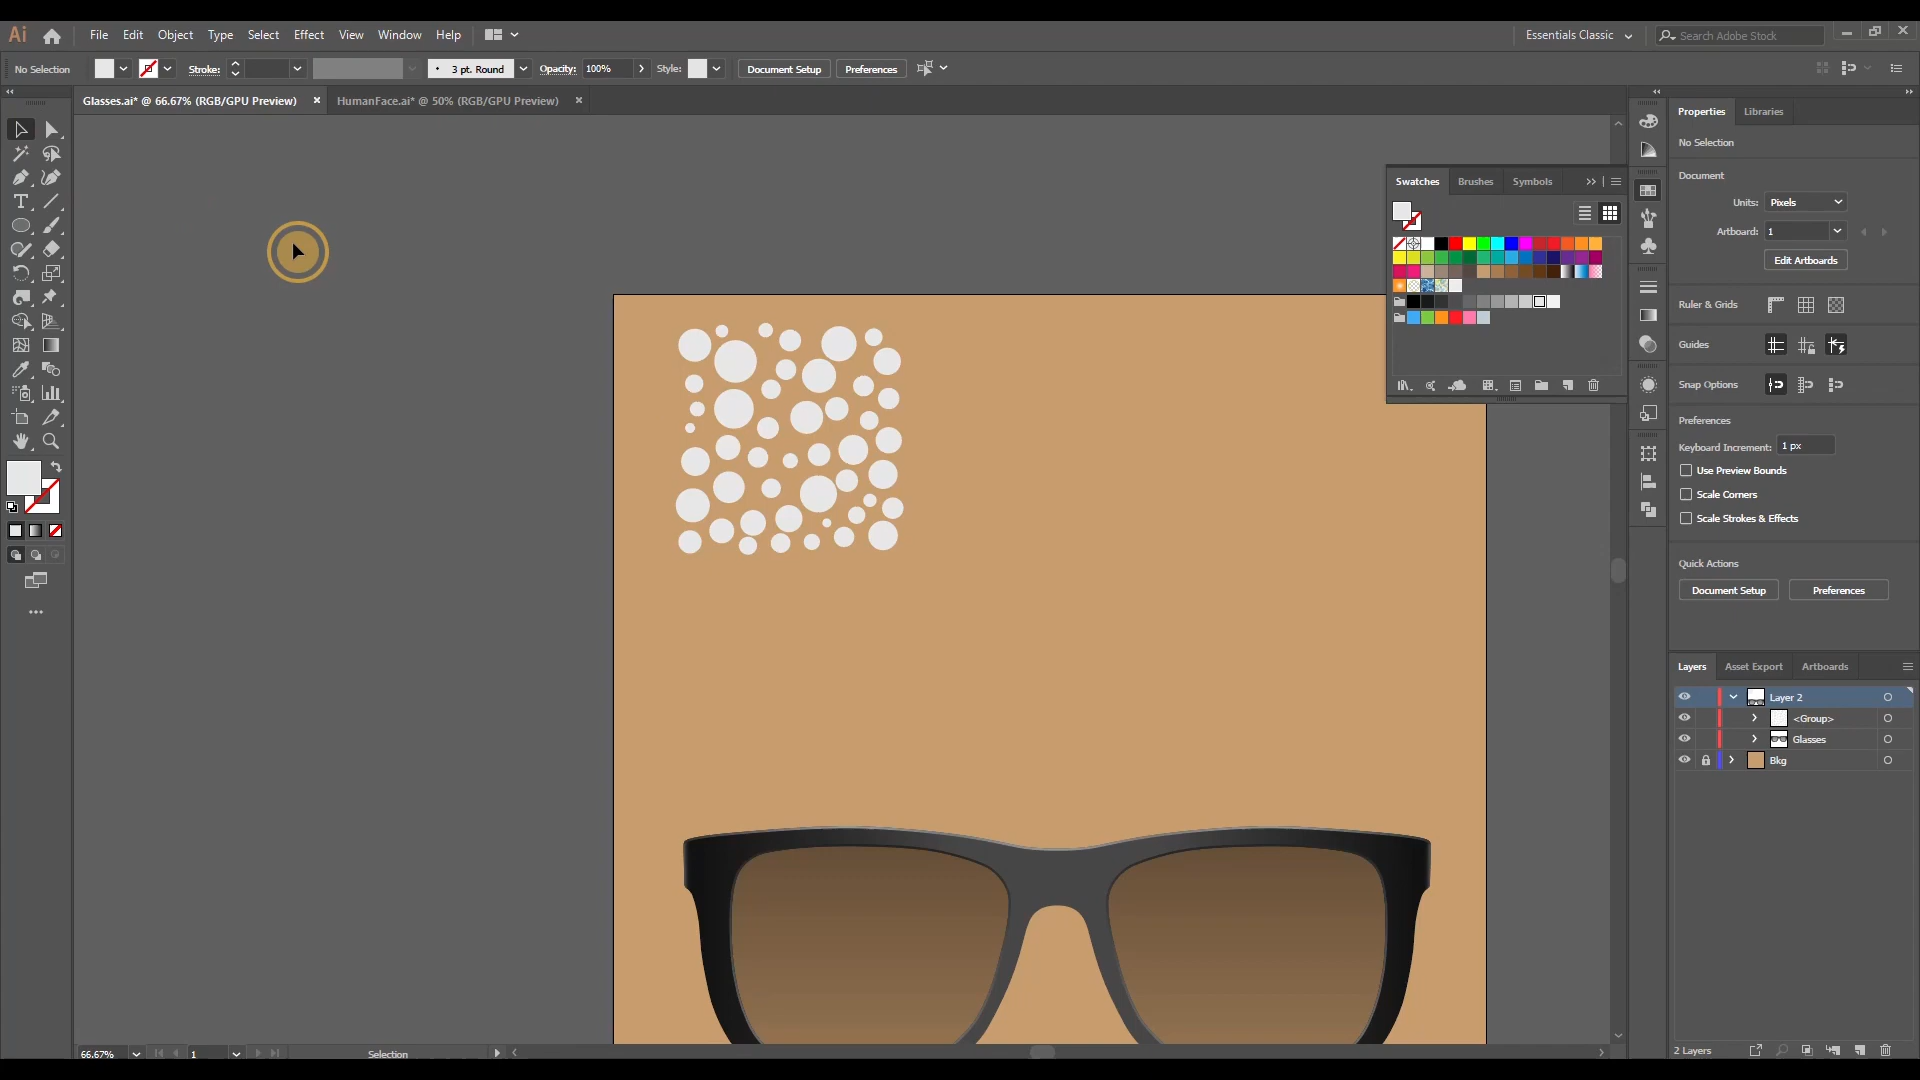 Ai File Edit Object Type Select Effect View Window Help Essentials Classic Search Adobe Stock
No Selection Stroke: 3 pt. Round Opacity: 100% Style: Document Setup Preferences
Glasses.ai* @ 66.67% (RGB/GPU Preview) × HumanFace.ai* @ 50% (RGB/GPU Preview) ×
Properties Libraries
No Selection
Document
Units: Pixels
Artboard: 1
Edit Artboards
Ruler & Grids
Guides
Snap Options
Preferences
Keyboard Increment: 1 px
Use Preview Bounds
Scale Corners
Scale Strokes & Effects
Quick Actions
Document Setup Preferences
Swatches Brushes Symbols
Layers Asset Export Artboards
Layer 2
<Group>
Glasses
Bkg
2 Layers
66.67% 1 Selection